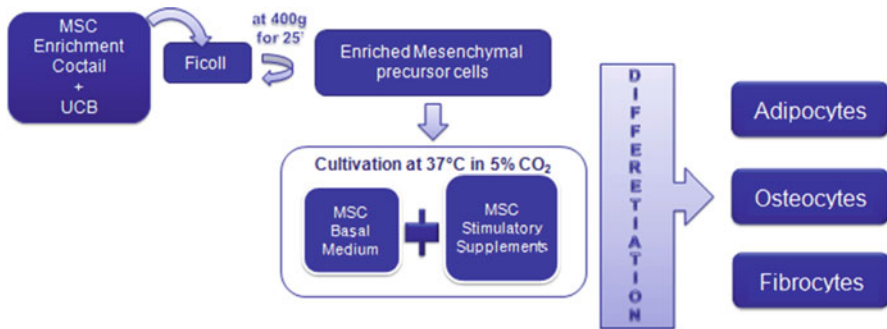 MSC
Enrichment
Coctail
+
UCB
Ficoll
at 400g
for 25'
Enriched Mesenchymal
precursor cells
Cultivation at 37°C in 5% CO₂
MSC
Basal
Medium
MSC
Stimulatory
Supplements
DIFFERETIATION
Adipocytes
Osteocytes
Fibrocytes